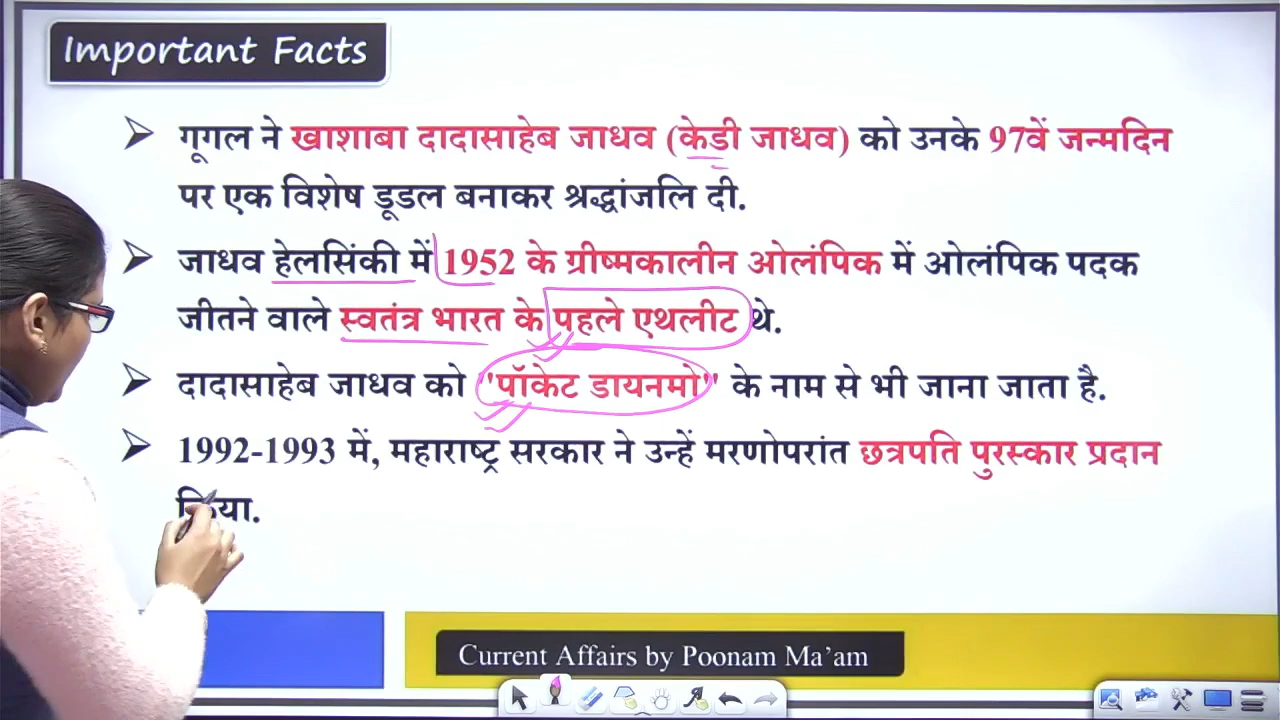 Important Facts
गूगल ने खाशाबा दादासाहेब जाधव (केडी जाधव) को उनके 97वें जन्मदिन
पर एक विशेष डूडल बनाकर श्रद्धांजलि दी.
जाधव हेलसिंकी में 1952 के ग्रीष्मकालीन ओलंपिक में ओलंपिक पदक
जीतने वाले स्वतंत्र भारत के पहले एथलीट थे.
दादासाहेब जाधव को "पॉकेट डायनमो" के नाम से भी जाना जाता है.
1992-1993 में, महाराष्ट्र सरकार ने उन्हें मरणोपरांत छत्रपति पुरस्कार प्रदान
किया.
Current Affairs by Poonam Ma'am